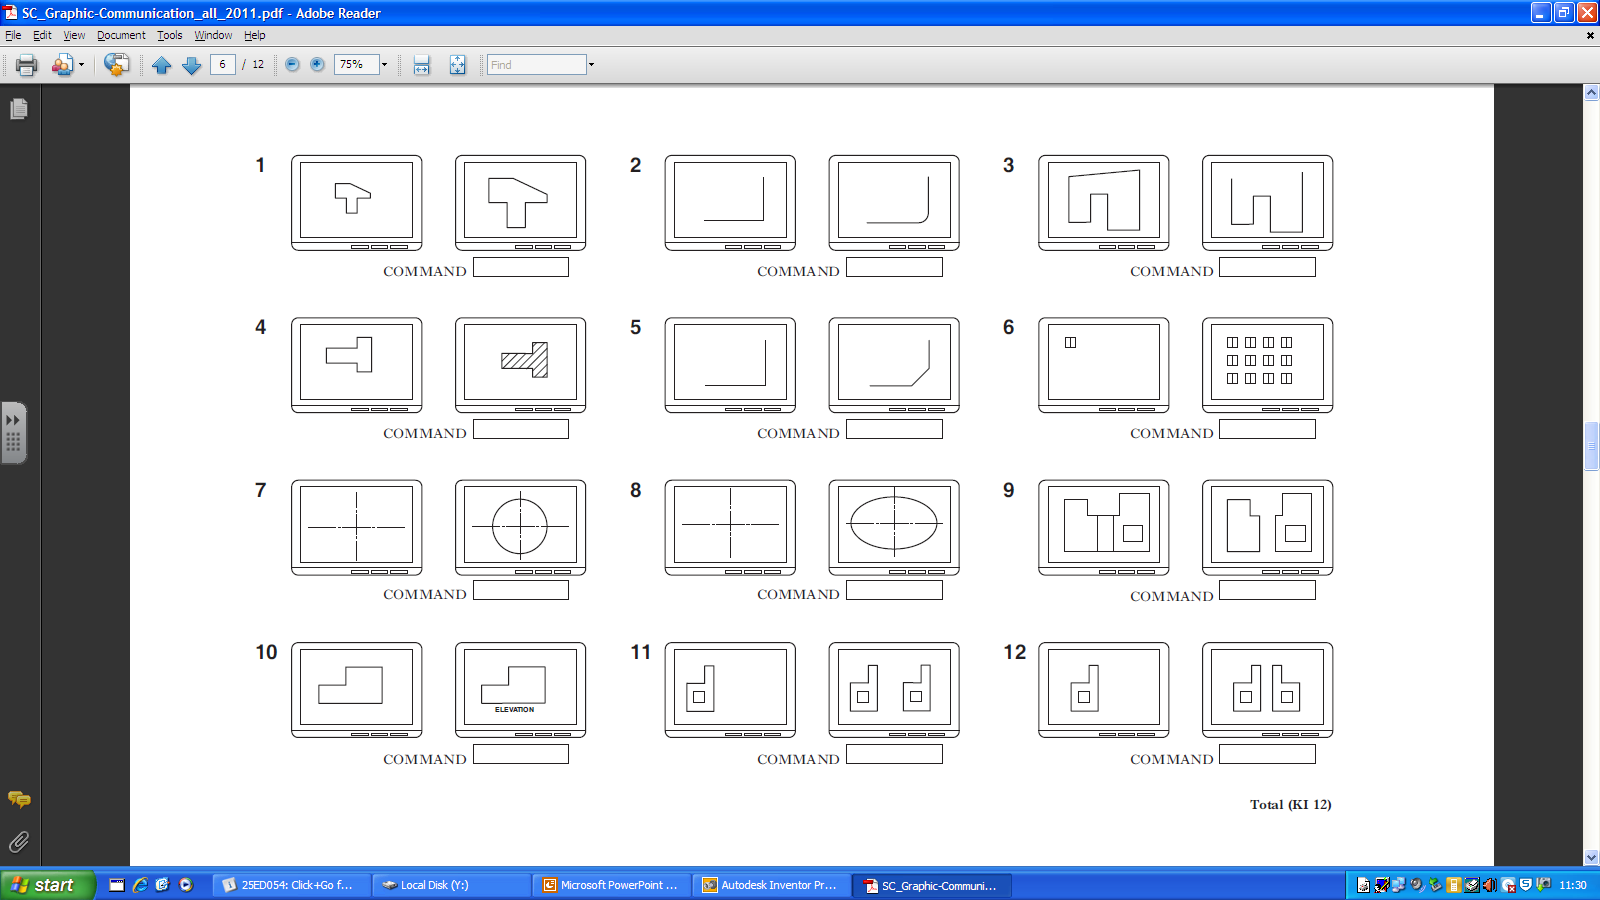 SC_Graphic-Communication_all_2011.pdf - Adobe Reader
File Edit View Document Tools Window Help
6 / 12 75% Find
1 2 3
COMMAND COMMAND COMMAND
4 5 6
COMMAND COMMAND COMMAND
7 8 9
COMMAND COMMAND COMMAND
10 11 12
ELEVATION
COMMAND COMMAND COMMAND
Total (KI 12)
start 25ED054: Click+Go f... Local Disk (Y:) Microsoft PowerPoint ... Autodesk Inventor Pr... SC_Graphic-Communi... 11:30